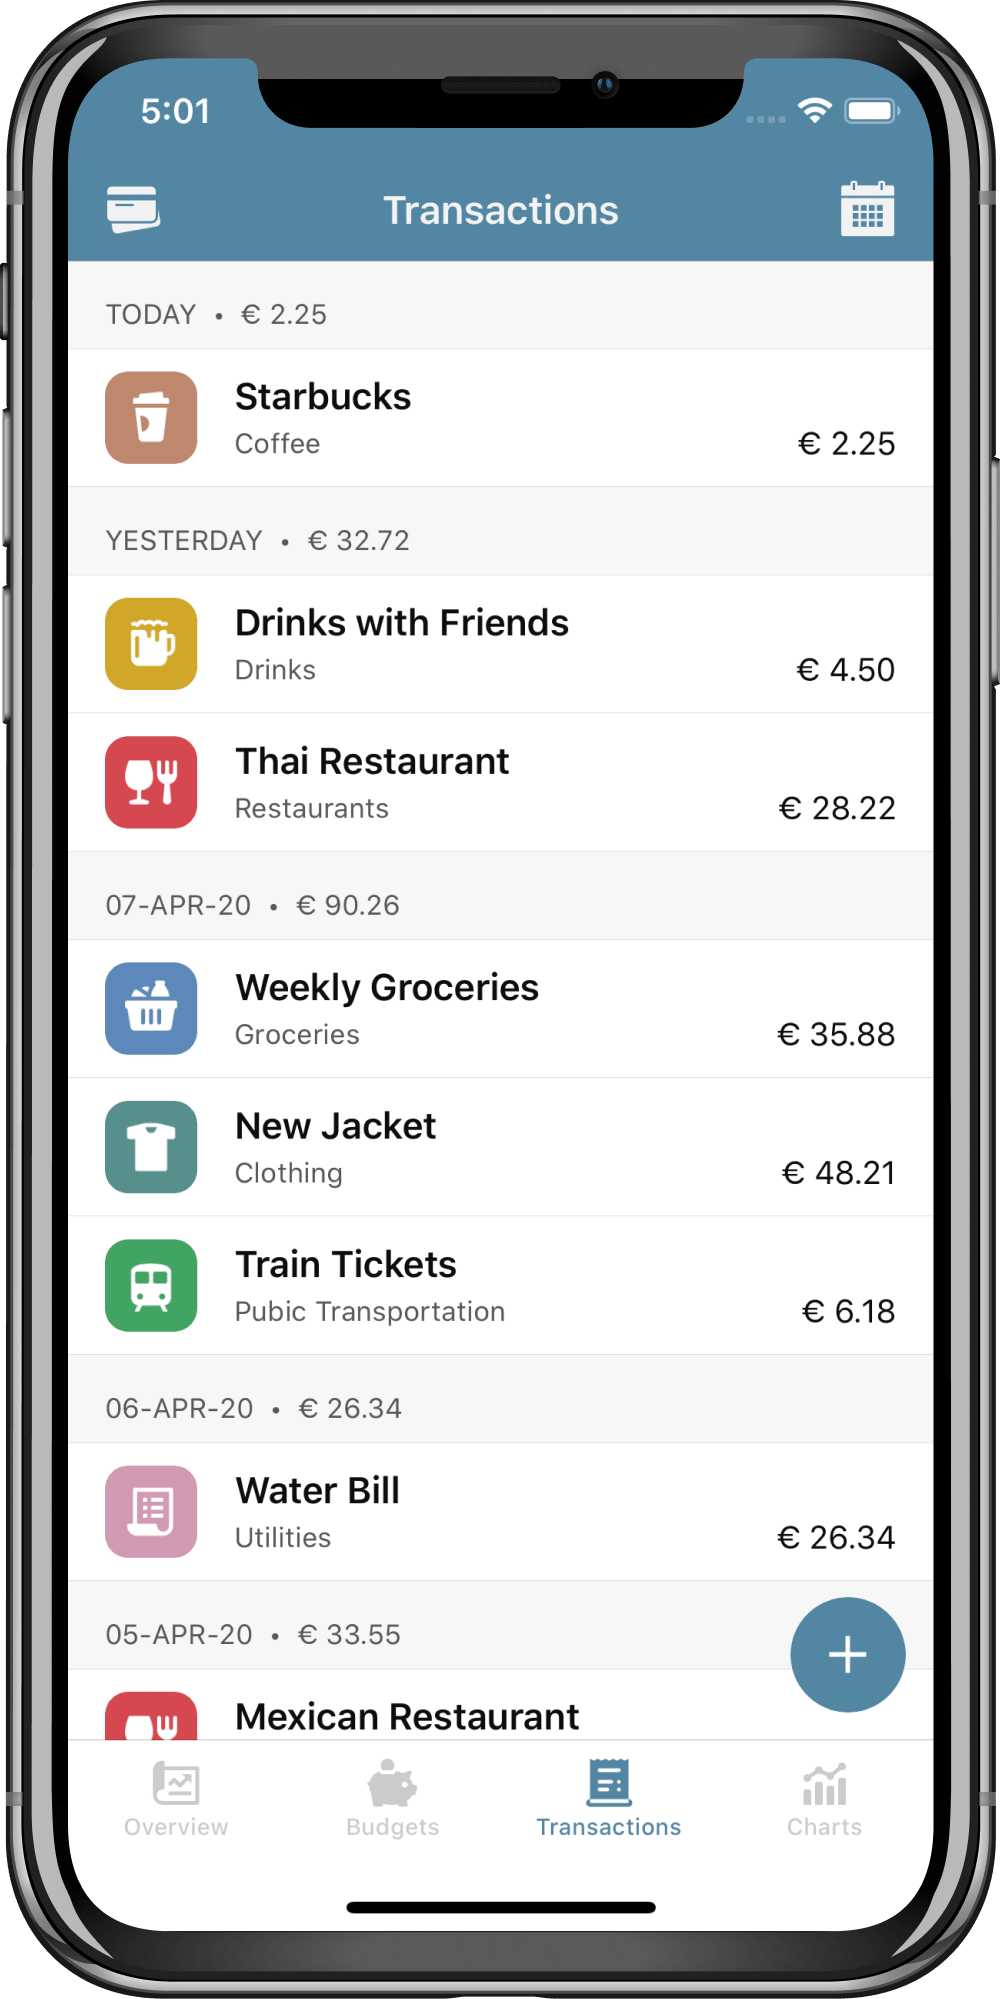 5:01
Transactions
TODAY • € 2.25
Starbucks
Coffee
€ 2.25
YESTERDAY • € 32.72
Drinks with Friends
Drinks
€ 4.50
Thai Restaurant
Restaurants
€ 28.22
07-APR-20 • € 90.26
Weekly Groceries
Groceries
€ 35.88
New Jacket
Clothing
€ 48.21
Train Tickets
Pubic Transportation
€ 6.18
06-APR-20 • € 26.34
Water Bill
Utilities
€ 26.34
05-APR-20 • € 33.55
Mexican Restaurant
Overview
Budgets
Transactions
Charts